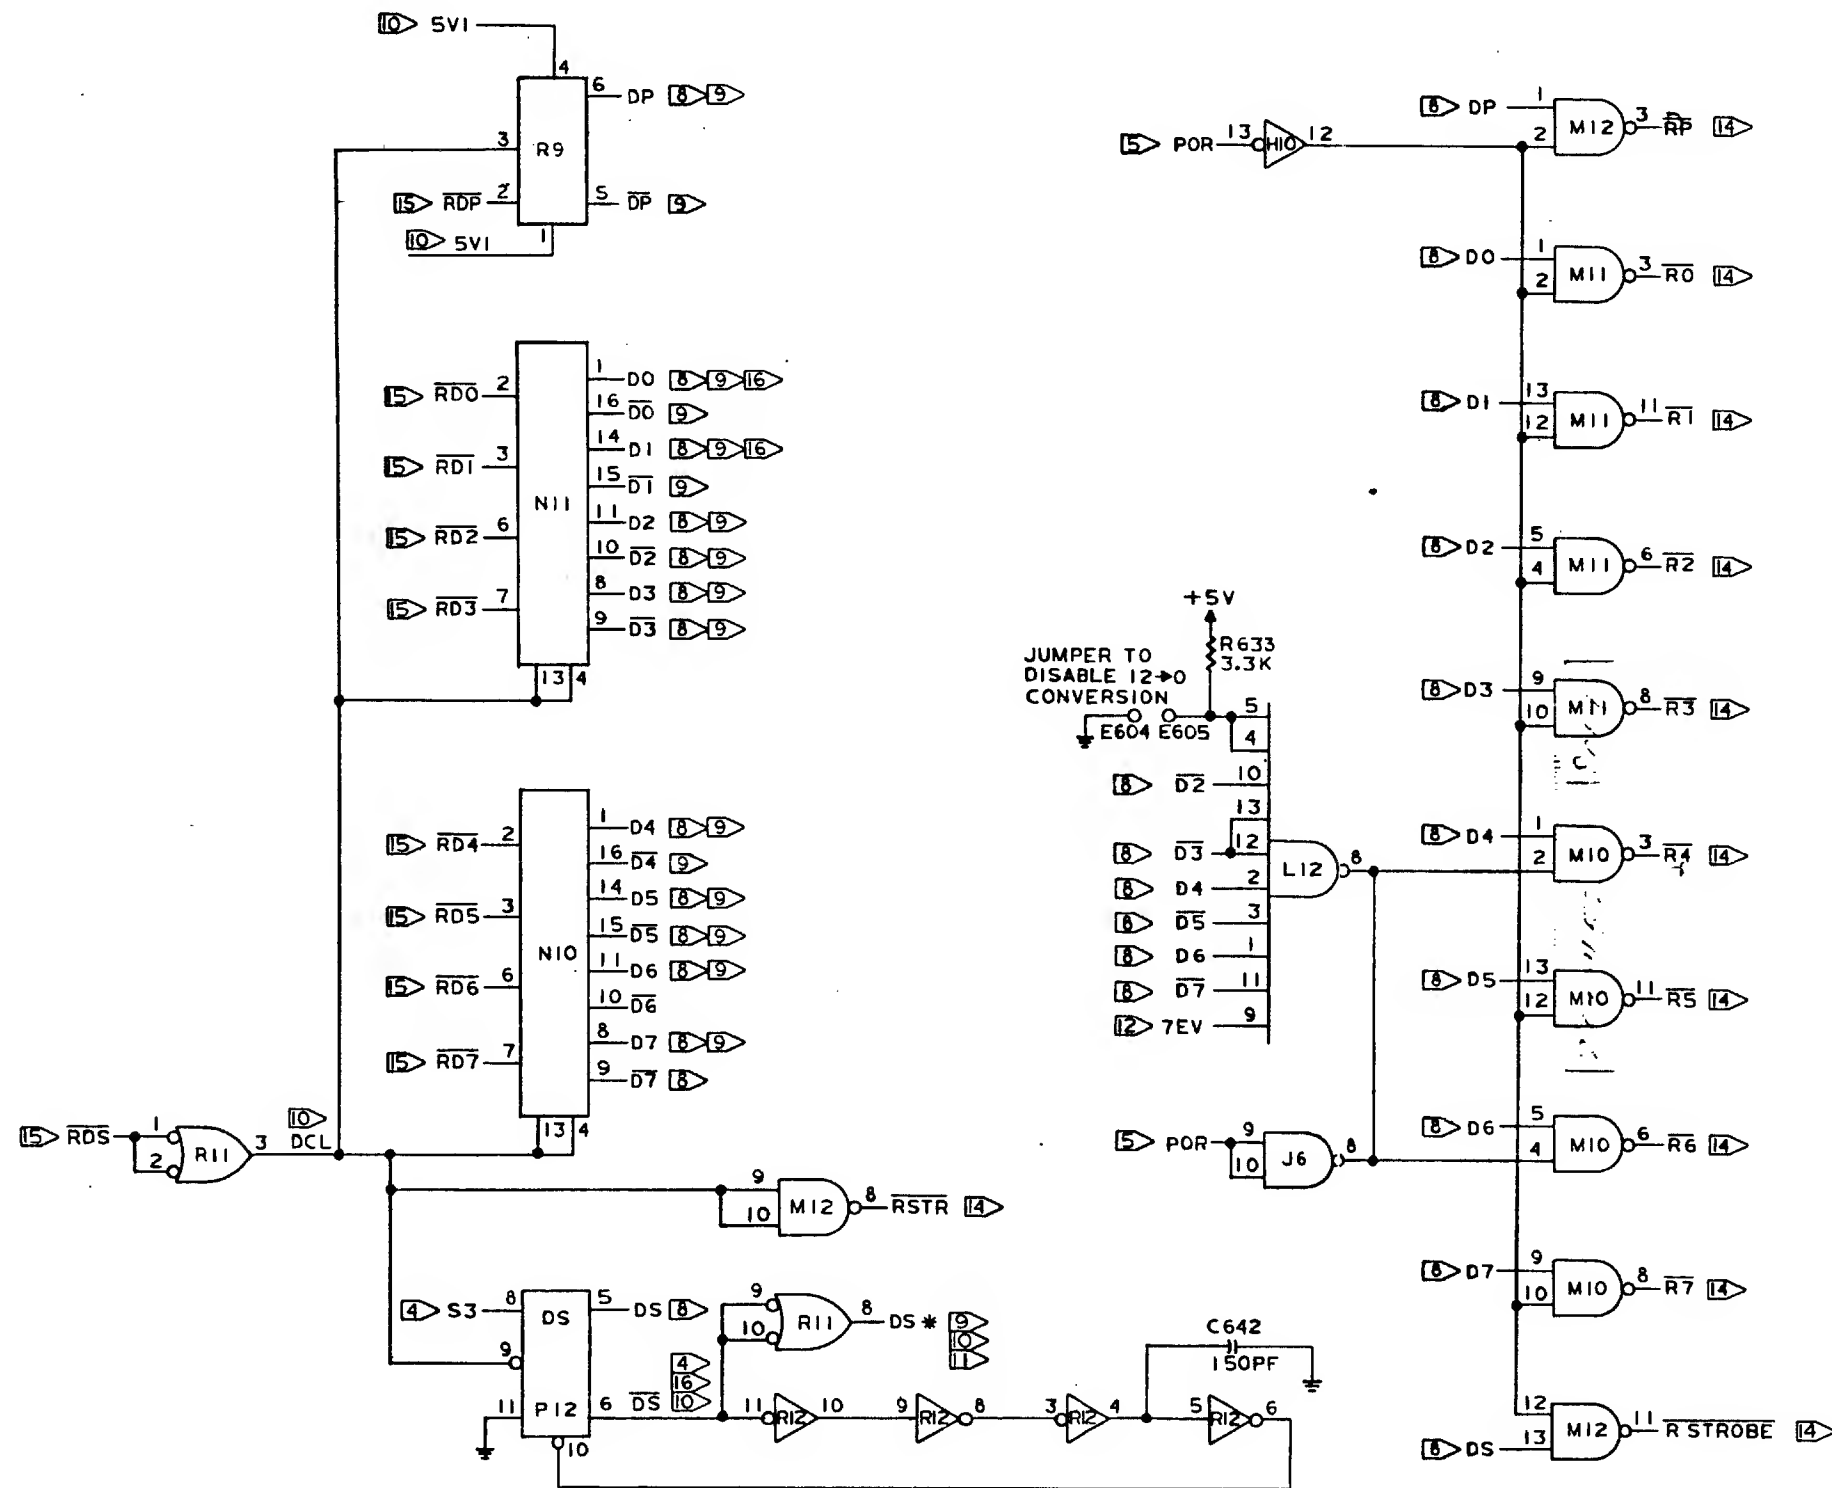 10 5V1
4
6 DP 8 9
3 R9
15 RDP 2
5 DP 9
10 5V1 1
15 RD0 2
15 RD1 3
15 RD2 6
15 RD3 7
N11
1 D0 8 9 16
16 D0 9
14 D1 8 9 16
15 D1 9
11 D2 8 9
10 D2 8 9
8 D3 8 9
9 D3 8 9
13 4
15 RD4 2
15 RD5 3
15 RD6 6
15 RD7 7
N10
1 D4 8 9
16 D4 9
14 D5 8 9
15 D5 8 9
11 D6 8 9
10 D6
8 D7 8 9
9 D7 8
13 4
15 RDS 1
2
R11 3
10
DCL
9
10 M12 8 RSTR 14
4 S3 8 DS 5 DS 8
9
11 P12 6 DS
10
4
16
10
9
10 R11 8 DS* 9
10
11
11 R12 10 9 R12 8 3 R12 4 5 R12 6
C642
150PF
5 POR 13 H10 12
+5V
R633
3.3K
JUMPER TO
DISABLE 12→0
CONVERSION
E604 E605
5
4
8 D2 10
13
8 D3 12
8 D4 2
8 D5 3
8 D6 1
8 D7 11
12 7EV 9
L12 8
5 POR 9
10 J6 8
8 DP 1
2 M12 3 RP 14
8 D0 1
2 M11 3 R0 14
8 D1 13
12 M11 11 R1 14
8 D2 5
4 M11 6 R2 14
8 D3 9
10 M11 8 R3 14
8 D4 1
2 M10 3 R4 14
8 D5 13
12 M10 11 R5 14
8 D6 5
4 M10 6 R6 14
8 D7 9
10 M10 8 R7 14
12
8 DS 13 M12 11 R STROBE 14